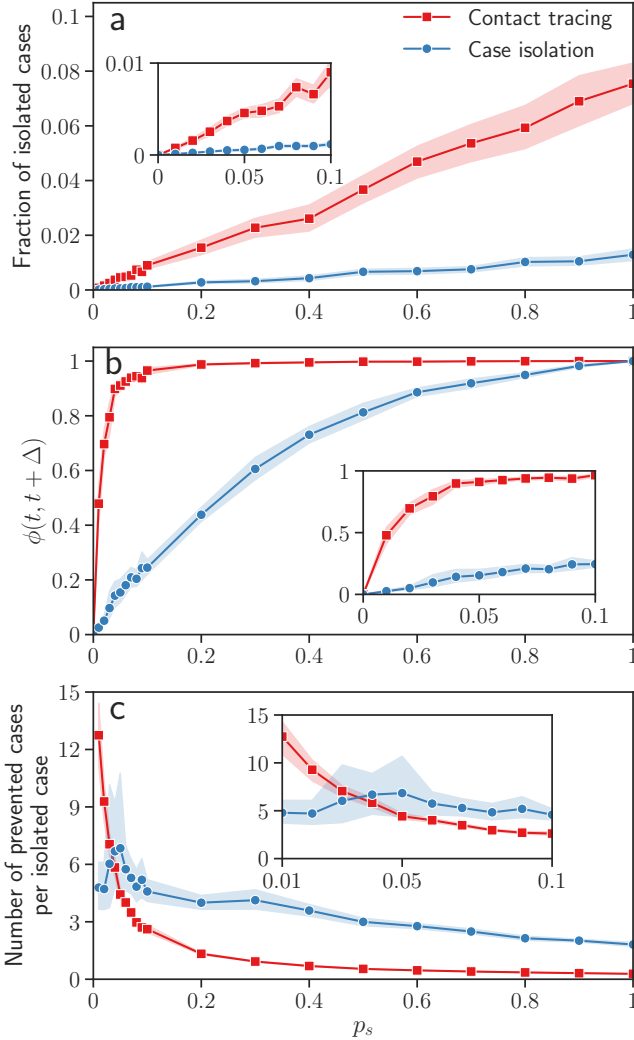 a
Contact tracing
Case isolation
Fraction of isolated cases
0.1
0.08
0.06
0.04
0.02
0
0.01
0
0 0.05 0.1
0 0.2 0.4 0.6 0.8 1
b
ϕ(t, t + Δ)
1
0.8
0.6
0.4
0.2
0
1
0.5
0
0 0.05 0.1
0 0.2 0.4 0.6 0.8 1
c
Number of prevented cases
per isolated case
15
12
9
6
3
0
15
10
5
0
0.01 0.05 0.1
0 0.2 0.4 0.6 0.8 1
p_s